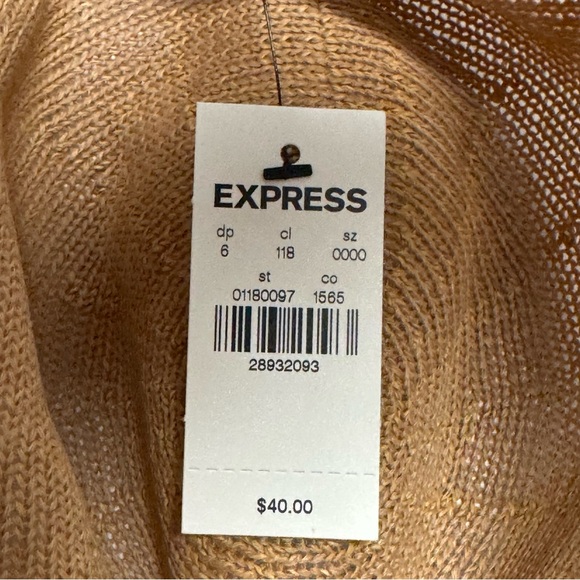 EXPRESS
dp cl sz
6 118 0000
st co
01180097 1565
28932093
$40.00